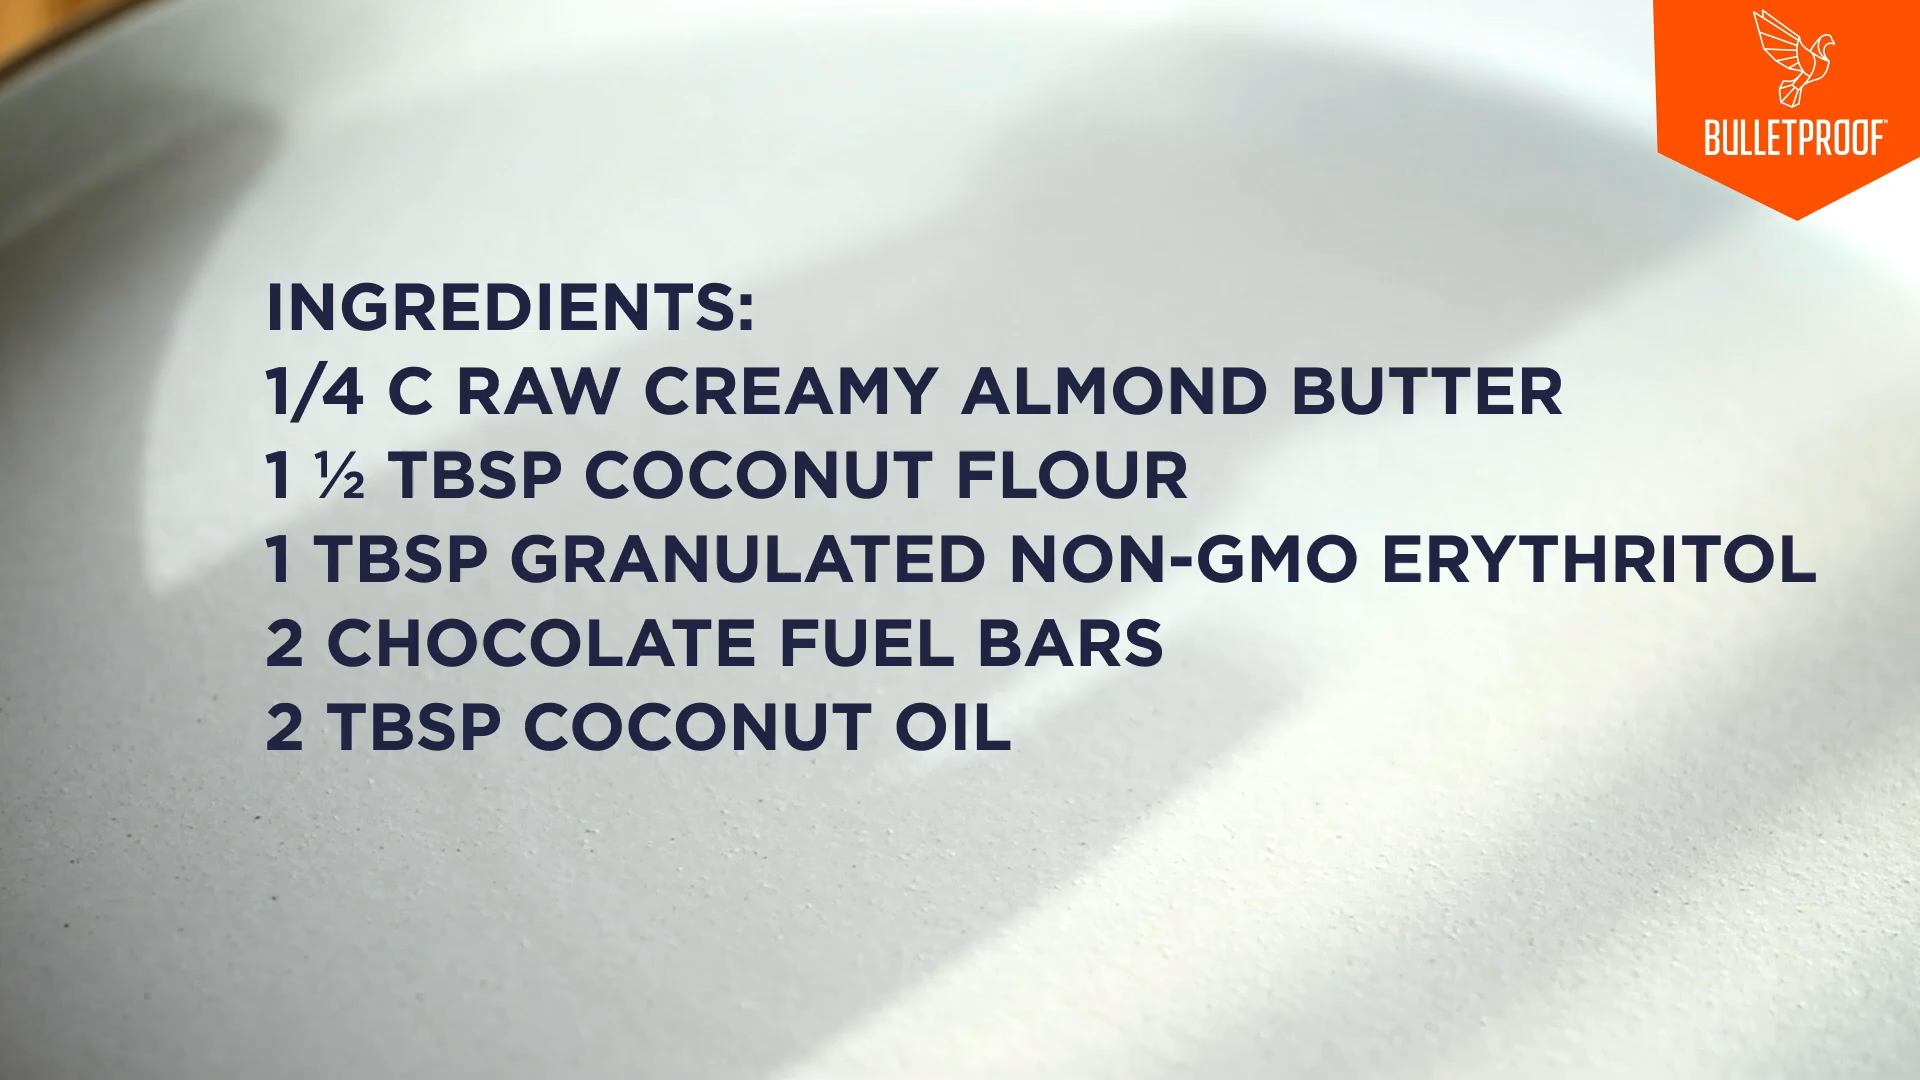 BULLETPROOF™
INGREDIENTS:
1/4 C RAW CREAMY ALMOND BUTTER
1 ½ TBSP COCONUT FLOUR
1 TBSP GRANULATED NON-GMO ERYTHRITOL
2 CHOCOLATE FUEL BARS
2 TBSP COCONUT OIL